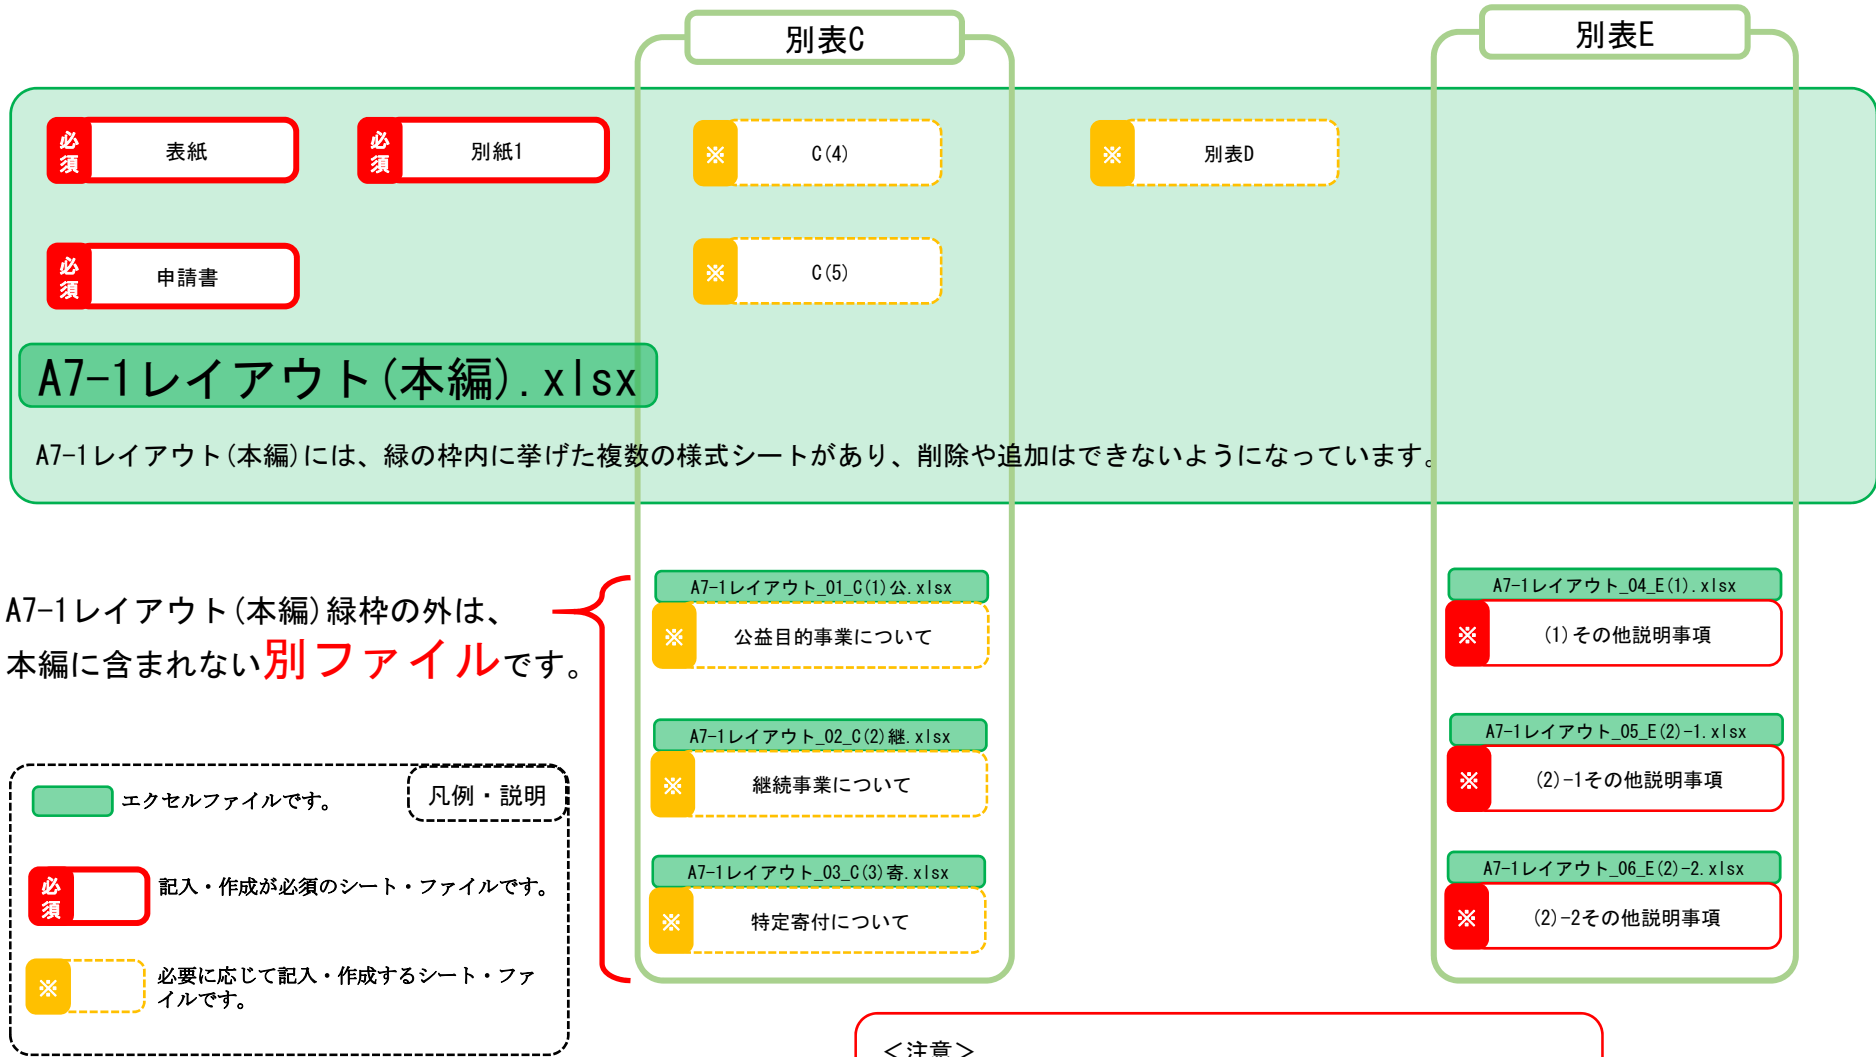 別表C
別表E
必須
表紙
必須
別紙1
※
C(4)
※
別表D
必須
申請書
※
C(5)
A7-1レイアウト(本編).xlsx
A7-1レイアウト(本編)には、緑の枠内に挙げた複数の様式シートがあり、削除や追加はできないようになっています。
A7-1レイアウト(本編)緑枠の外は、
本編に含まれない別ファイルです。
A7-1レイアウト_01_C(1)公.xlsx
※
公益目的事業について
A7-1レイアウト_02_C(2)継.xlsx
※
継続事業について
A7-1レイアウト_03_C(3)寄.xlsx
※
特定寄付について
A7-1レイアウト_04_E(1).xlsx
※
(1)その他説明事項
A7-1レイアウト_05_E(2)-1.xlsx
※
(2)-1その他説明事項
A7-1レイアウト_06_E(2)-2.xlsx
※
(2)-2その他説明事項
凡例・説明
エクセルファイルです。
必須
記入・作成が必須のシート・ファイルです。
※
必要に応じて記入・作成するシート・ファ
イルです。
＜注意＞